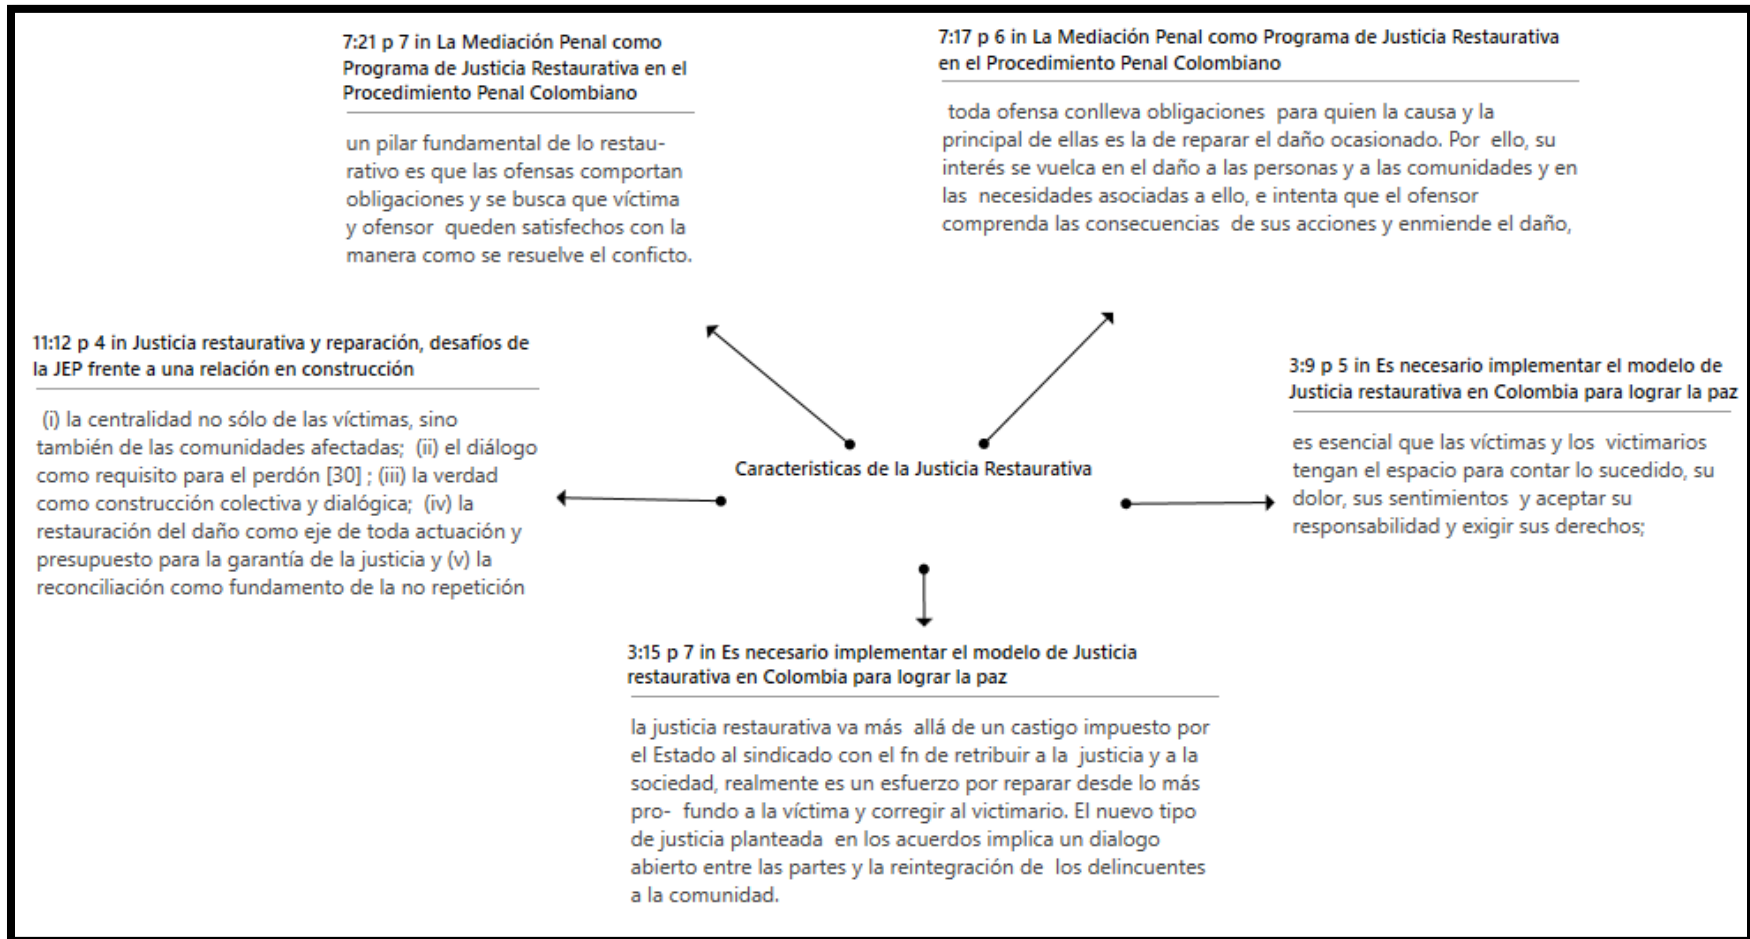 7:21 p 7 in La Mediación Penal como
Programa de Justicia Restaurativa en el
Procedimiento Penal Colombiano
un pilar fundamental de lo restau-
rativo es que las ofensas comportan
obligaciones y se busca que víctima
y ofensor queden satisfechos con la
manera como se resuelve el conficto.
7:17 p 6 in La Mediación Penal como Programa de Justicia Restaurativa
en el Procedimiento Penal Colombiano
toda ofensa conlleva obligaciones para quien la causa y la
principal de ellas es la de reparar el daño ocasionado. Por ello, su
interés se vuelca en el daño a las personas y a las comunidades y en
las necesidades asociadas a ello, e intenta que el ofensor
comprenda las consecuencias de sus acciones y enmiende el daño,
11:12 p 4 in Justicia restaurativa y reparación, desafíos de
la JEP frente a una relación en construcción
(i) la centralidad no sólo de las víctimas, sino
también de las comunidades afectadas; (ii) el diálogo
como requisito para el perdón [30] ; (iii) la verdad
como construcción colectiva y dialógica; (iv) la
restauración del daño como eje de toda actuación y
presupuesto para la garantía de la justicia y (v) la
reconciliación como fundamento de la no repetición
Caracteristicas de la Justicia Restaurativa
3:9 p 5 in Es necesario implementar el modelo de
Justicia restaurativa en Colombia para lograr la paz
es esencial que las víctimas y los victimarios
tengan el espacio para contar lo sucedido, su
dolor, sus sentimientos y aceptar su
responsabilidad y exigir sus derechos;
3:15 p 7 in Es necesario implementar el modelo de Justicia
restaurativa en Colombia para lograr la paz
la justicia restaurativa va más allá de un castigo impuesto por
el Estado al sindicado con el fn de retribuir a la justicia y a la
sociedad, realmente es un esfuerzo por reparar desde lo más
pro- fundo a la víctima y corregir al victimario. El nuevo tipo
de justicia planteada en los acuerdos implica un dialogo
abierto entre las partes y la reintegración de los delincuentes
a la comunidad.